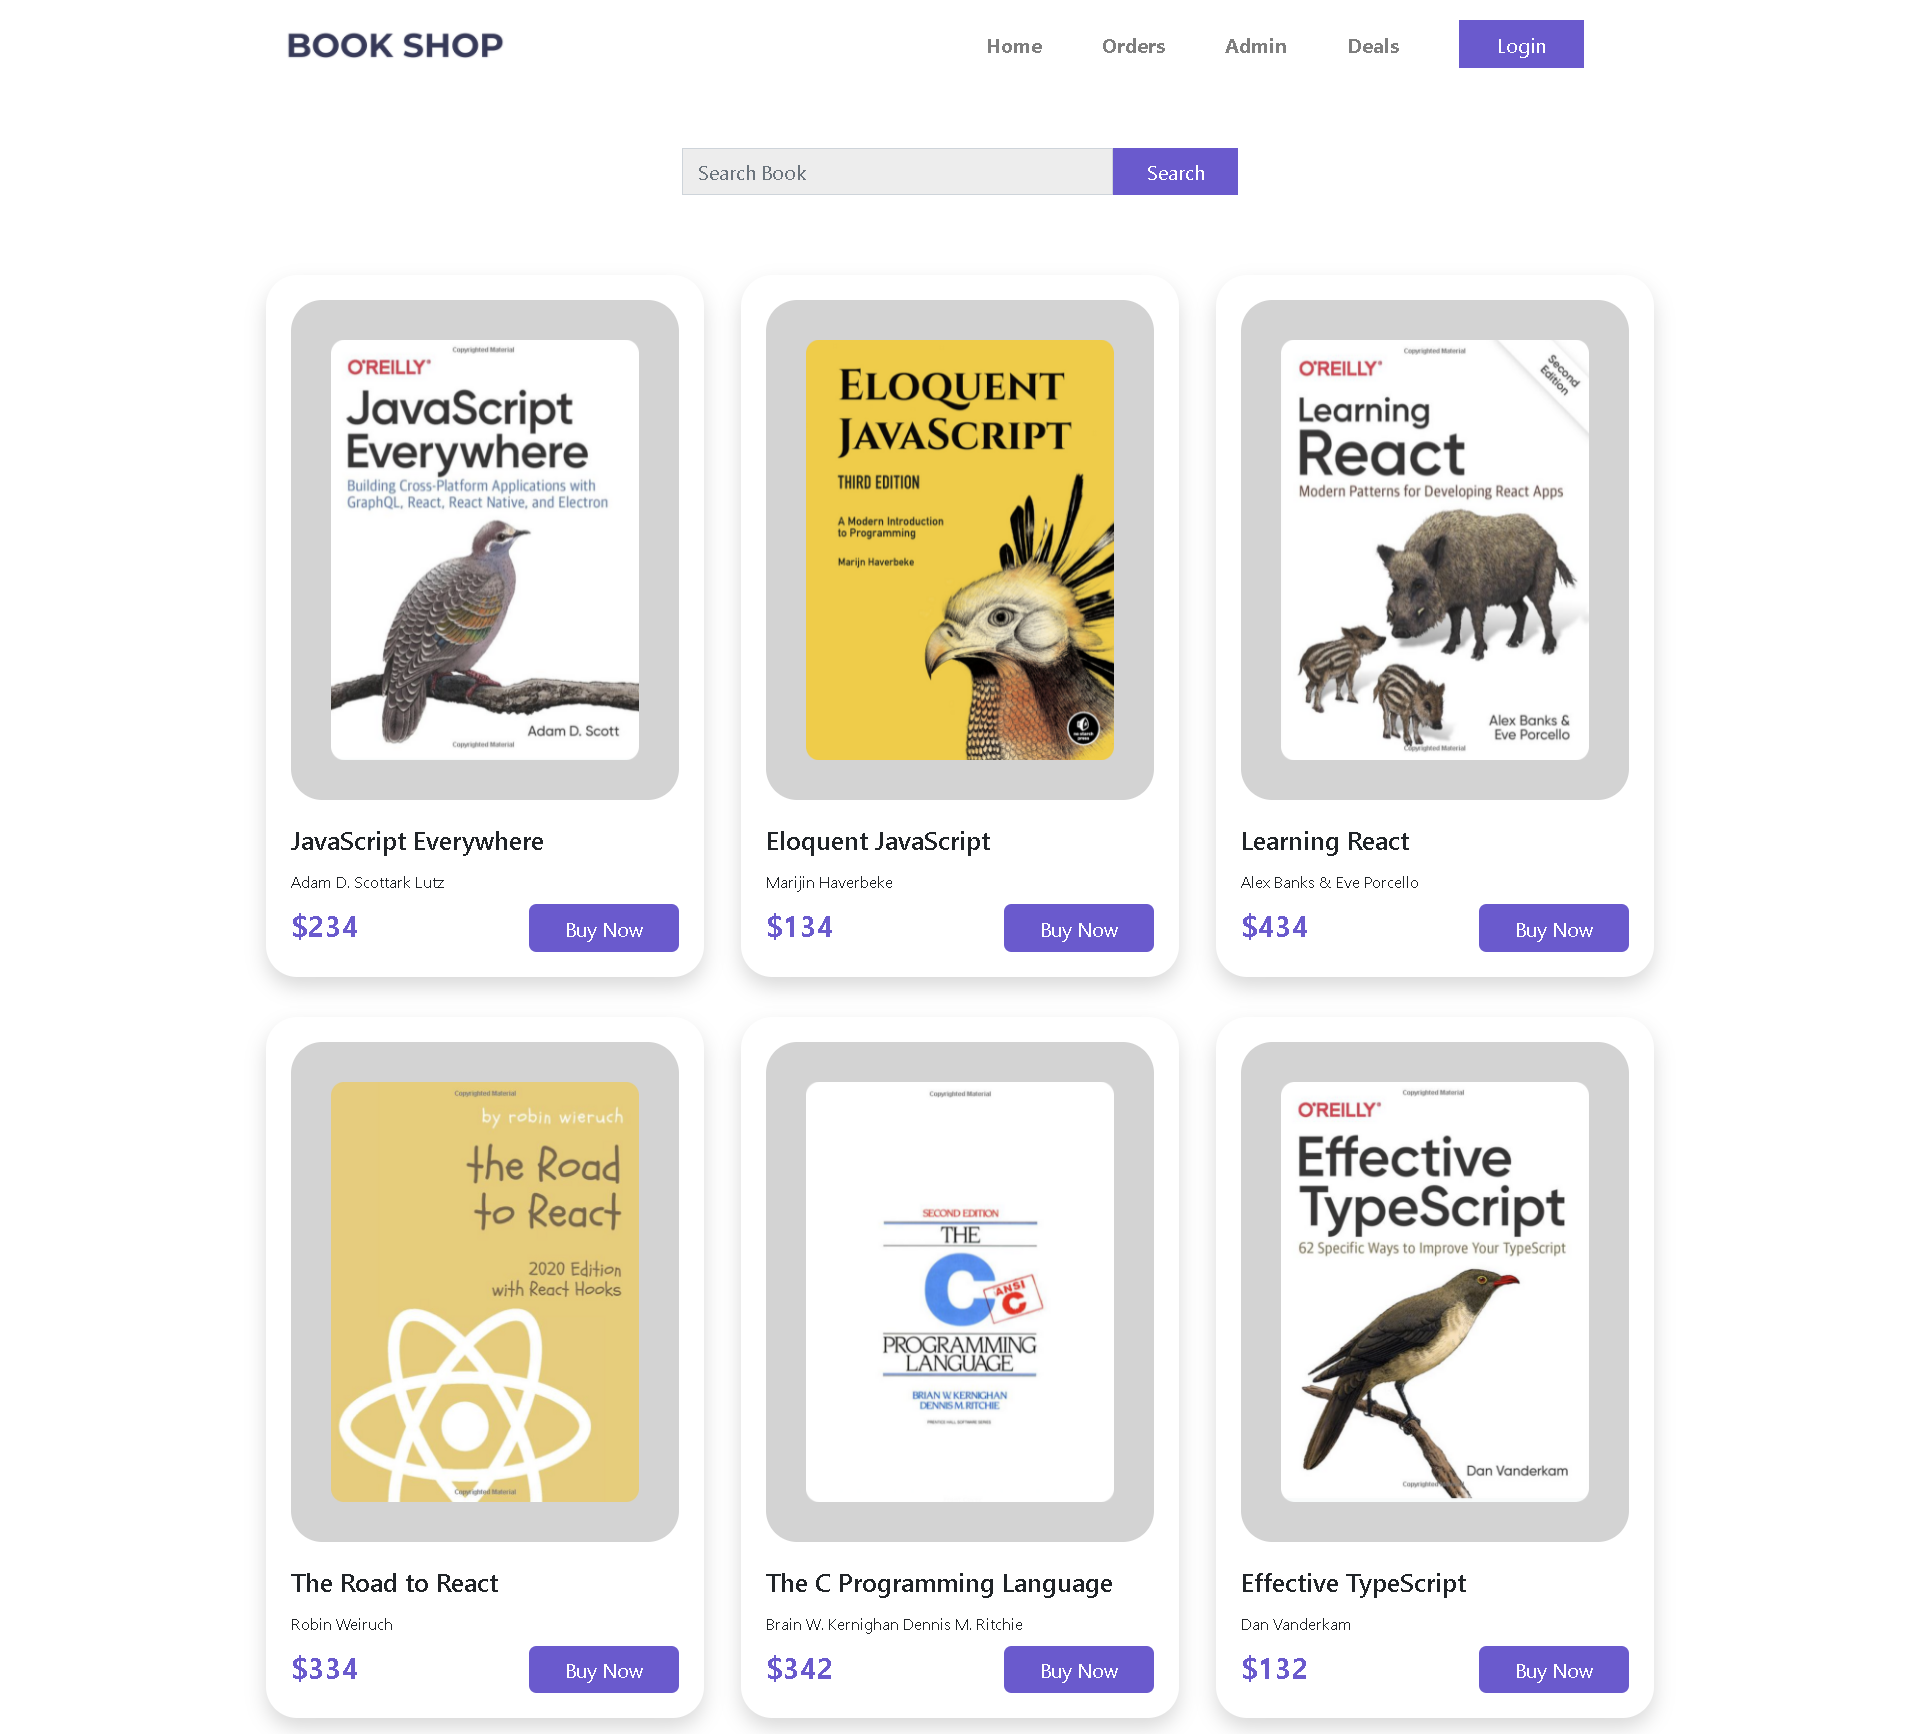 BOOK SHOP
Home
Orders
Admin
Deals
Login
Search Book
Search
Copyrighted Material
O'REILLY®
JavaScript
Everywhere
Building Cross-Platform Applications with
GraphQL, React, React Native, and Electron
Adam D. Scott
Copyrighted Material
JavaScript Everywhere
Adam D. Scottark Lutz
$234
Buy Now
ELOQUENT
JAVASCRIPT
THIRD EDITION
A Modern Introduction
to Programming
Marijn Haverbeke
no starch
press
Eloquent JavaScript
Marijin Haverbeke
$134
Buy Now
Copyrighted Material
O'REILLY®
Second
Edition
Learning
React
Modern Patterns for Developing React Apps
Alex Banks &
Eve Porcello
Copyrighted Material
Learning React
Alex Banks & Eve Porcello
$434
Buy Now
Copyrighted Material
by robin wieruch
the Road
to React
2020 Edition
with React Hooks
Copyrighted Material
The Road to React
Robin Weiruch
$334
Buy Now
Copyrighted Material
SECOND EDITION
THE
C
ANSI
C
PROGRAMMING
LANGUAGE
BRIAN W. KERNIGHAN
DENNIS M. RITCHIE
PRENTICE HALL SOFTWARE SERIES
The C Programming Language
Brain W. Kernighan Dennis M. Ritchie
$342
Buy Now
Copyrighted Material
O'REILLY®
Effective
TypeScript
62 Specific Ways to Improve Your TypeScript
Dan Vanderkam
Copyrighted Material
Effective TypeScript
Dan Vanderkam
$132
Buy Now